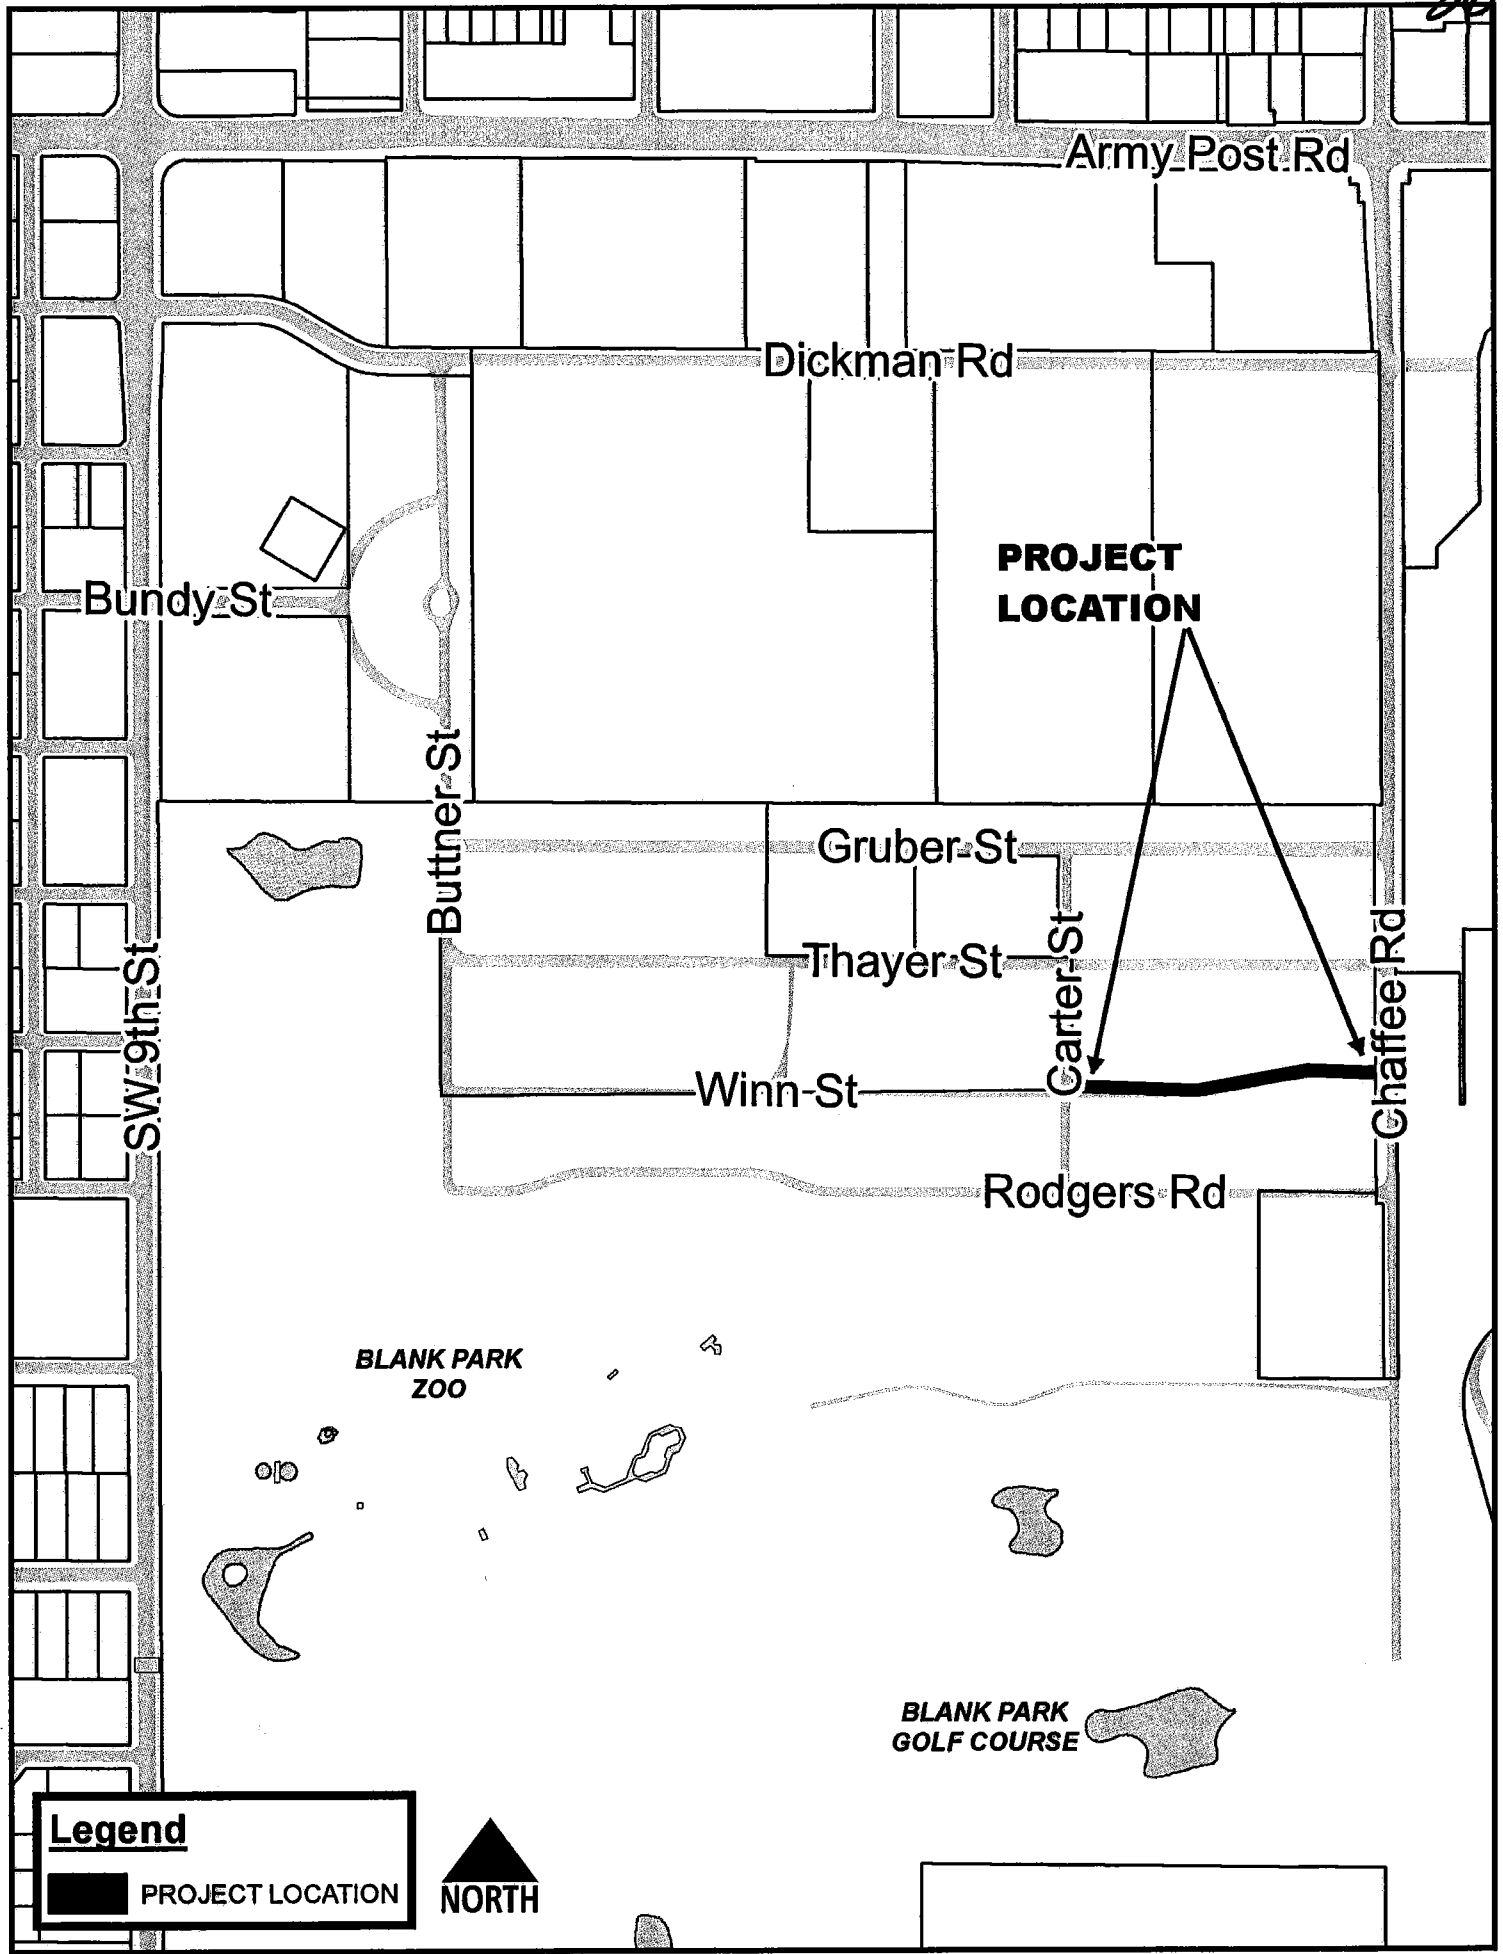 Army Post Rd
Dickman Rd
PROJECT
LOCATION
Bundy St
Buttner St
Gruber St
Thayer St
Carter St
Chaffee Rd
SW 9th St
Winn St
Rodgers Rd
BLANK PARK
ZOO
BLANK PARK
GOLF COURSE
Legend
PROJECT LOCATION
NORTH